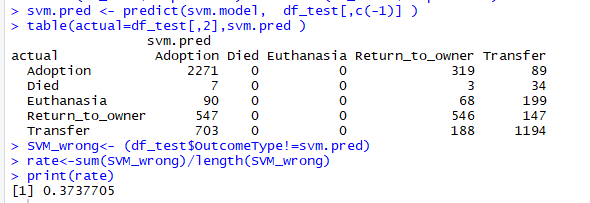 > svm.pred <- predict(svm.model, df_test[,c(-1)] )
> table(actual=df_test[,2],svm.pred )
svm.pred
actual Adoption Died Euthanasia Return_to_owner Transfer
Adoption 2271 0 0 319 89
Died 7 0 0 3 34
Euthanasia 90 0 0 68 199
Return_to_owner 547 0 0 546 147
Transfer 703 0 0 188 1194
> SVM_wrong<- (df_test$OutcomeType!=svm.pred)
> rate<-sum(SVM_wrong)/length(SVM_wrong)
> print(rate)
[1] 0.3737705